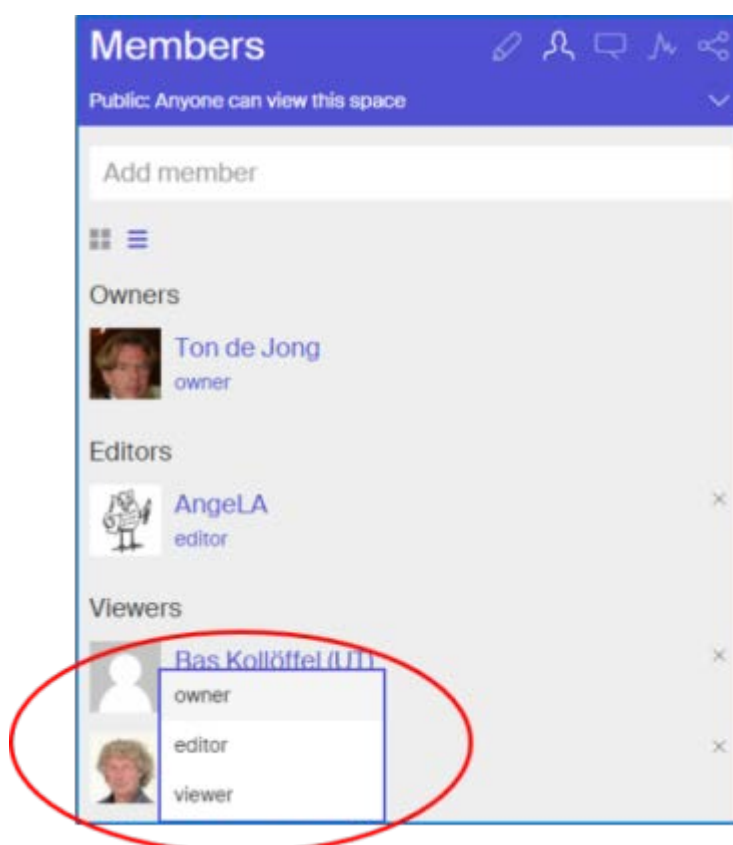 Members
Public: Anyone can view this space
Add member
Owners
Ton de Jong
owner
Editors
AngeLA
editor
Viewers
Bas Kollöffel (UT)
owner
editor
viewer